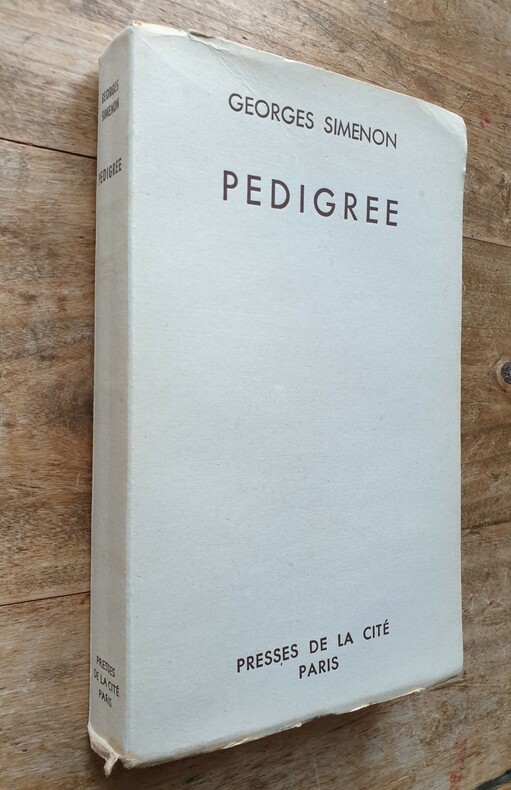 GEORGES SIMENON
PEDIGREE
PRESSES DE LA CITÉ
PARIS
GEORGES
SIMENON
PEDIGREE
PRESSES
DE LA CITÉ
PARIS